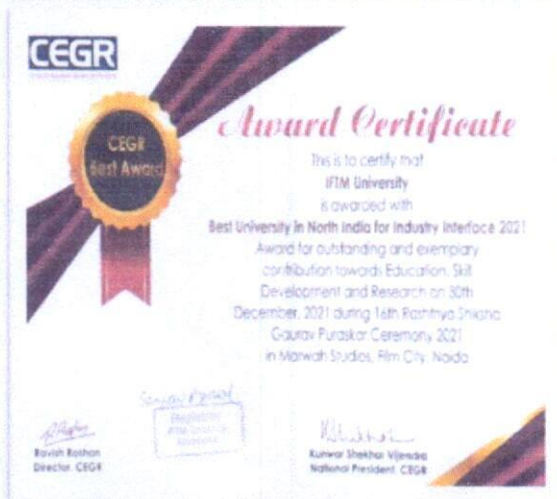 CEGR
CEGR
Best Award
Award Certificate
This is to certify that
IFTM University
is awarded with
Best University in North India for Industry Interface 2021
Award for outstanding and exemplary
contribution towards Education, Skill
Development and Research on 30th
December, 2021 during 16th Rashtriya Shiksha
Gaurav Puraskar Ceremony 2021
in Marwah Studios, Film City, Noida
Registrar
IFTM University
Ravish Roshan
Director, CEGR
Kunwar Shekhar Vijendra
National President, CEGR